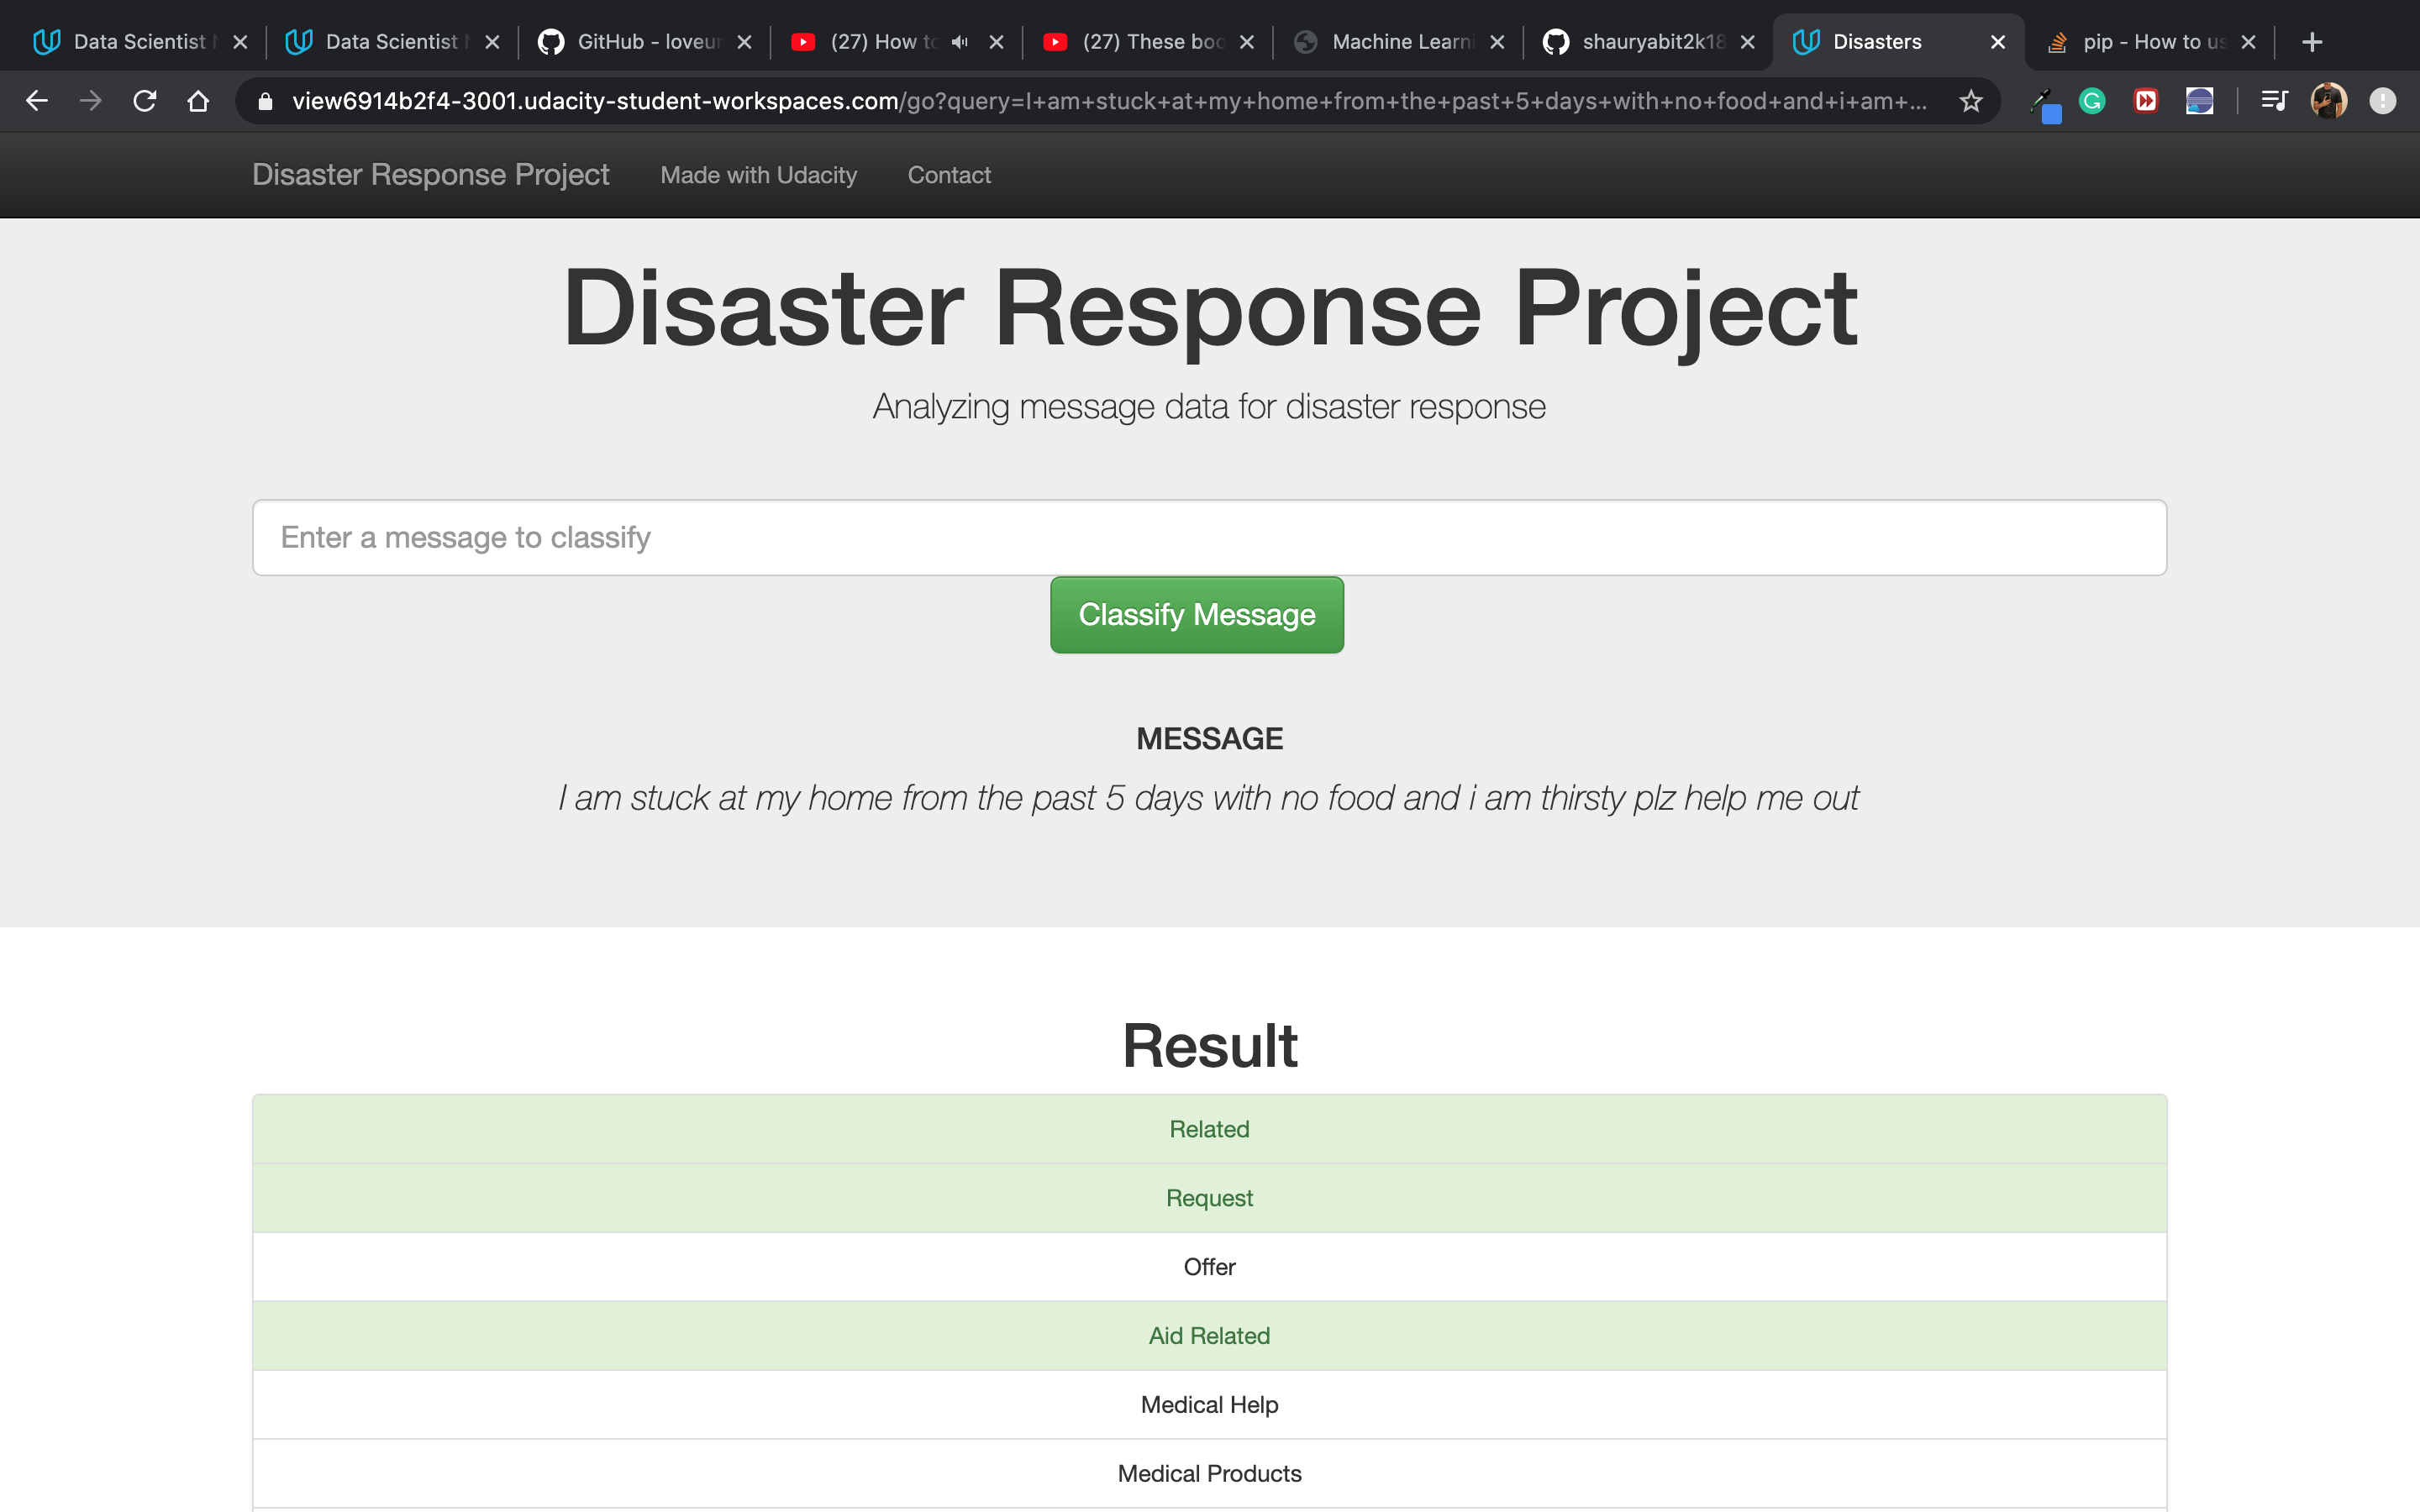 Data Scientist
Data Scientist
GitHub - loveur
(27) How to
(27) These boo
Machine Learni
shauryabit2k18
Disasters
pip - How to us
view6914b2f4-3001.udacity-student-workspaces.com/go?query=I+am+stuck+at+my+home+from+the+past+5+days+with+no+food+and+i+am+...
Disaster Response Project
Made with Udacity
Contact
Disaster Response Project
Analyzing message data for disaster response
Enter a message to classify
Classify Message
MESSAGE
I am stuck at my home from the past 5 days with no food and i am thirsty plz help me out
Result
Related
Request
Offer
Aid Related
Medical Help
Medical Products